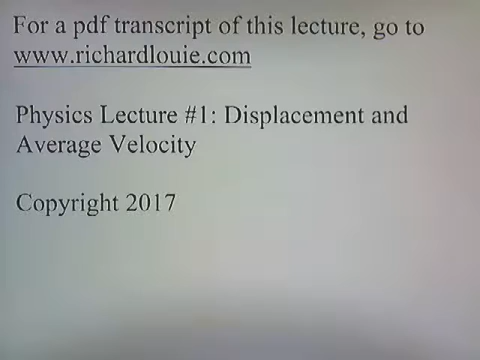 For a pdf transcript of this lecture, go to
www.richardlouie.com
Physics Lecture #1: Displacement and
Average Velocity
Copyright 2017